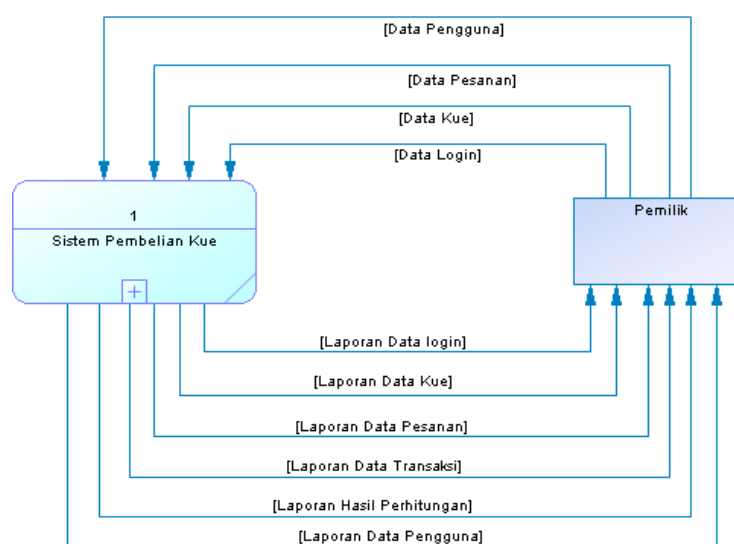 [Data Pengguna]
[Data Pesanan]
[Data Kue]
[Data Login]
1
Sistem Pembelian Kue
Pemilik
[Laporan Data login]
[Laporan Data Kue]
[Laporan Data Pesanan]
[Laporan Data Transaksi]
[Laporan Hasil Perhitungan]
[Laporan Data Pengguna]